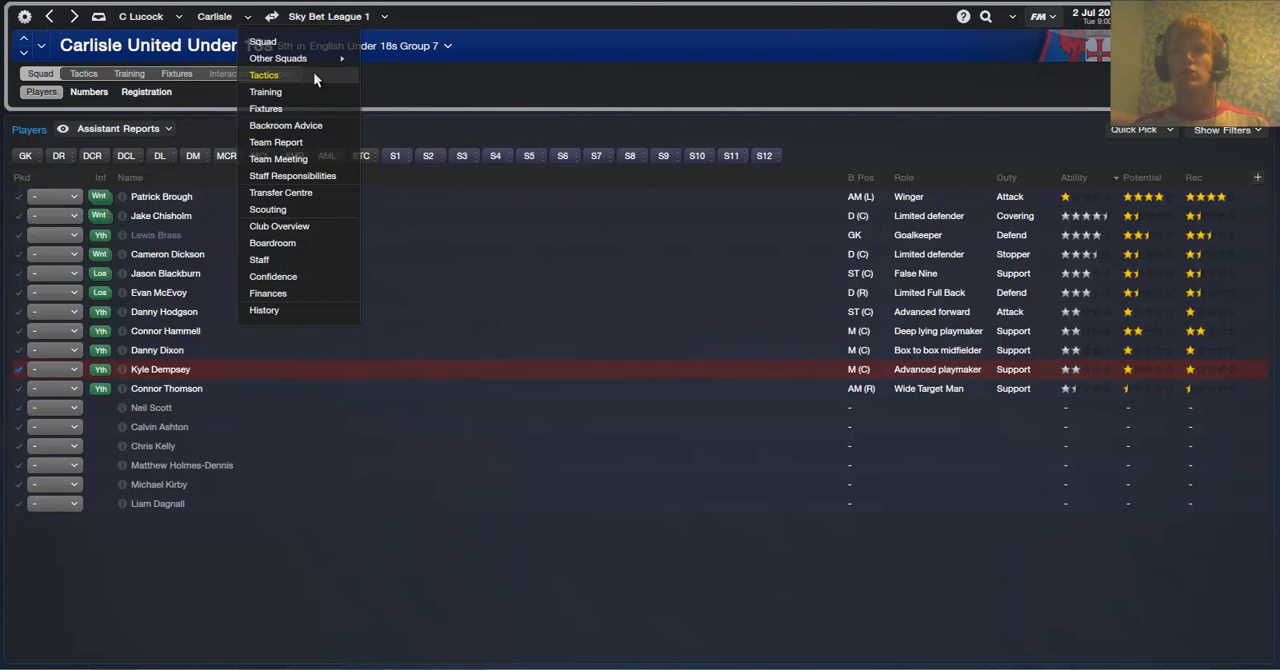 C Lucock Carlisle Sky Bet League 1 FM 2 Jul 20
Tue 9:0
Carlisle United Under 18s 5th in English Under 18s Group 7
Squad Tactics Training Fixtures Interac
Players Numbers Registration
Squad
Other Squads
Tactics
Training
Fixtures
Backroom Advice
Team Report
Team Meeting
Staff Responsibilities
Transfer Centre
Scouting
Club Overview
Boardroom
Staff
Confidence
Finances
History
Players Assistant Reports Quick Pick Show Filters
GK DR DCR DCL DL DM MCR AML STC S1 S2 S3 S4 S5 S6 S7 S8 S9 S10 S11 S12
Pkd Inf Name B Pos Role Duty Ability Potential Rec
- Wnt Patrick Brough AM (L) Winger Attack
- Wnt Jake Chisholm D (C) Limited defender Covering
- Yth Lewis Brass GK Goalkeeper Defend
- Wnt Cameron Dickson D (C) Limited defender Stopper
- Loa Jason Blackburn ST (C) False Nine Support
- Loa Evan McEvoy D (R) Limited Full Back Defend
- Yth Danny Hodgson ST (C) Advanced forward Attack
- Yth Connor Hammell M (C) Deep lying playmaker Support
- Yth Danny Dixon M (C) Box to box midfielder Support
- Yth Kyle Dempsey M (C) Advanced playmaker Support
- Yth Connor Thomson AM (R) Wide Target Man Support
- Neil Scott - - - -
- Calvin Ashton - - - -
- Chris Kelly - - - -
- Matthew Holmes-Dennis - - - -
- Michael Kirby - - - -
- Liam Dagnall - - - -